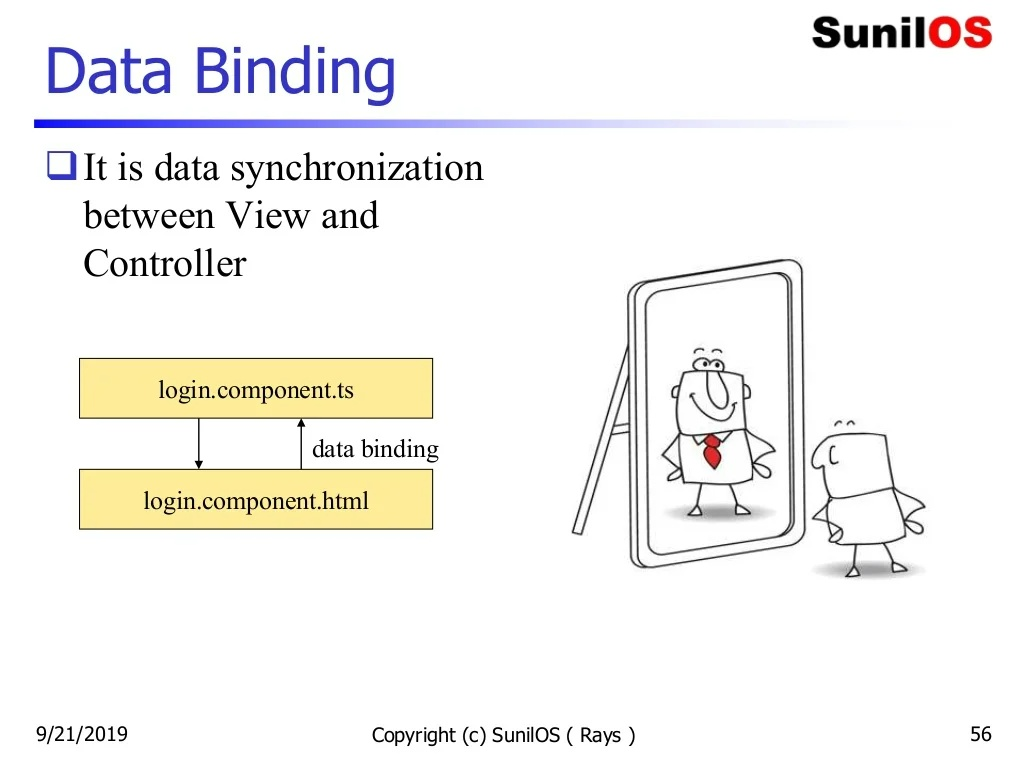 SunilOS
Data Binding
It is data synchronization
between View and
Controller
login.component.ts
data binding
login.component.html
9/21/2019
Copyright (c) SunilOS ( Rays )
56